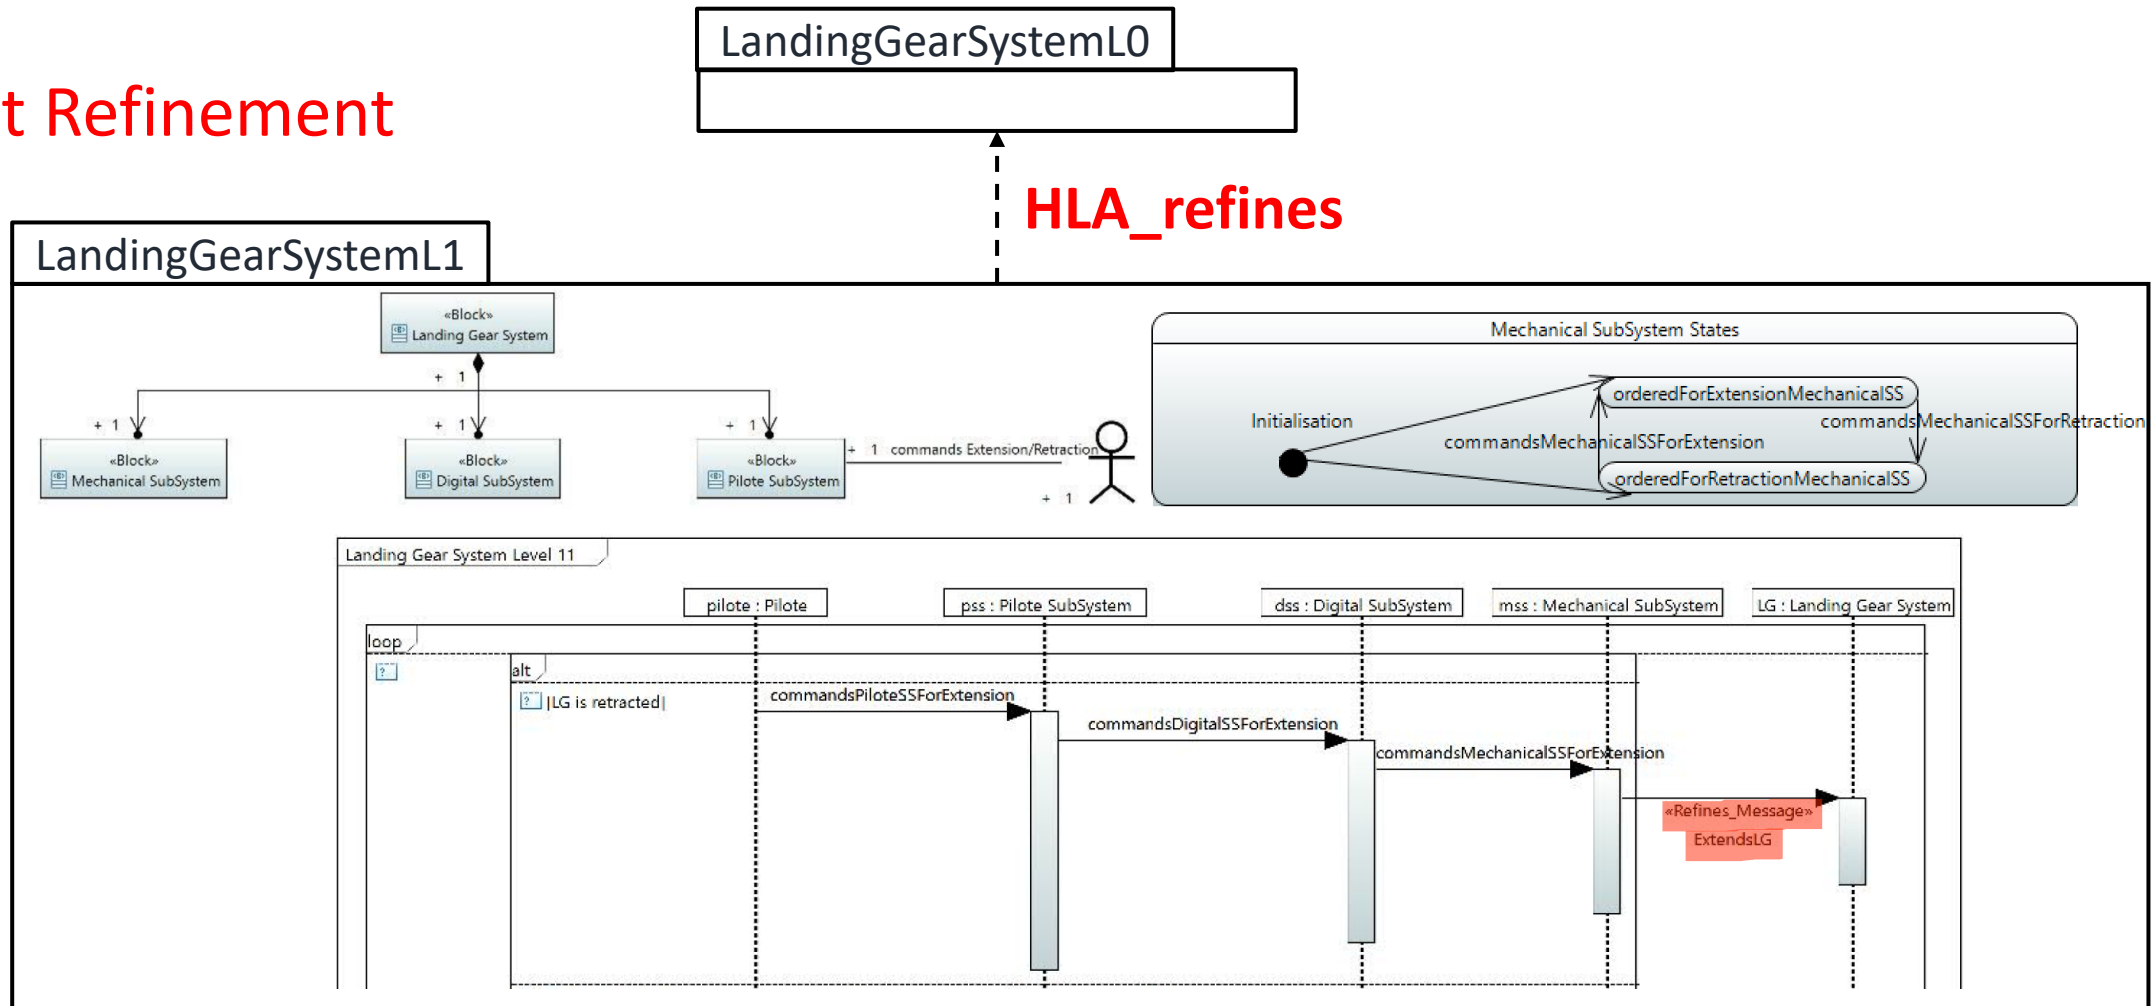 LandingGearSystemL0
t Refinement
HLA_refines
LandingGearSystemL1
«Block»
Landing Gear System
+ 1
+ 1
+ 1
+ 1
«Block»
Mechanical SubSystem
«Block»
Digital SubSystem
«Block»
Pilote SubSystem
+ 1 commands Extension/Retraction
+ 1
Mechanical SubSystem States
Initialisation
orderedForExtensionMechanicalSS
commandsMechanicalSSForRetraction
commandsMechanicalSSForExtension
orderedForRetractionMechanicalSS
Landing Gear System Level 11
pilote : Pilote
pss : Pilote SubSystem
dss : Digital SubSystem
mss : Mechanical SubSystem
LG : Landing Gear System
loop
?
alt
? |LG is retracted|
commandsPiloteSSForExtension
commandsDigitalSSForExtension
commandsMechanicalSSForExtension
«Refines_Message»
ExtendsLG